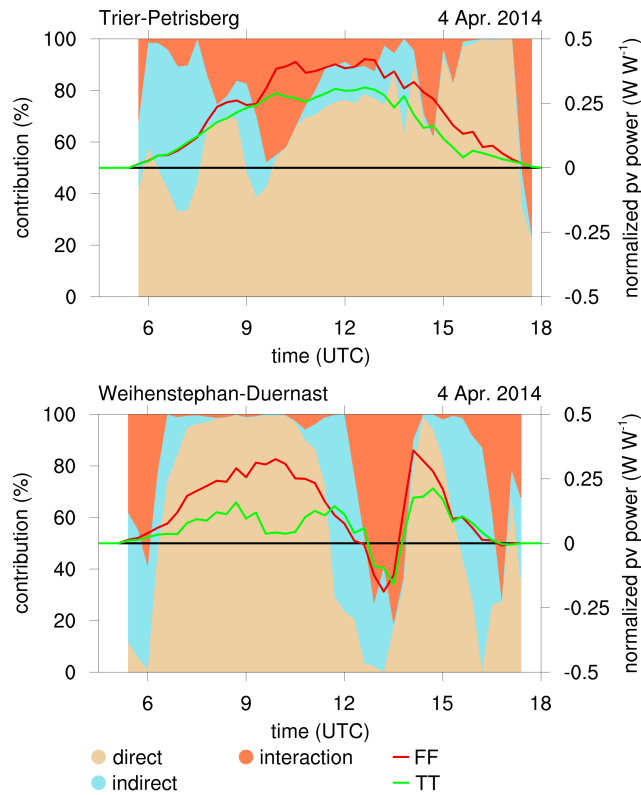 Trier-Petrisberg 4 Apr. 2014
100 0.5
80 0.25
60
0
40
20 -0.25
0 -0.5
contribution (%)
normalized pv power (W W⁻¹)
6 9 12 15 18
time (UTC)
Weihenstephan-Duernast 4 Apr. 2014
100 0.5
80 0.25
60
0
40
20 -0.25
0 -0.5
contribution (%)
normalized pv power (W W⁻¹)
6 9 12 15 18
time (UTC)
direct interaction FF
indirect TT